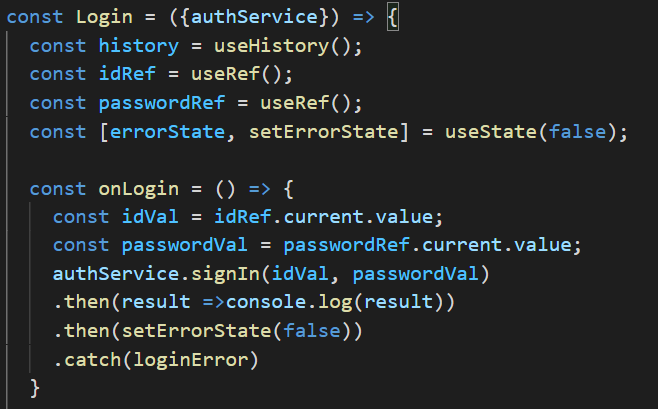 const Login = ({authService}) => {
const history = useHistory();
const idRef = useRef();
const passwordRef = useRef();
const [errorState, setErrorState] = useState(false);
const onLogin = () => {
const idVal = idRef.current.value;
const passwordVal = passwordRef.current.value;
authService.signIn(idVal, passwordVal)
.then(result =>console.log(result))
.then(setErrorState(false))
.catch(loginError)
}